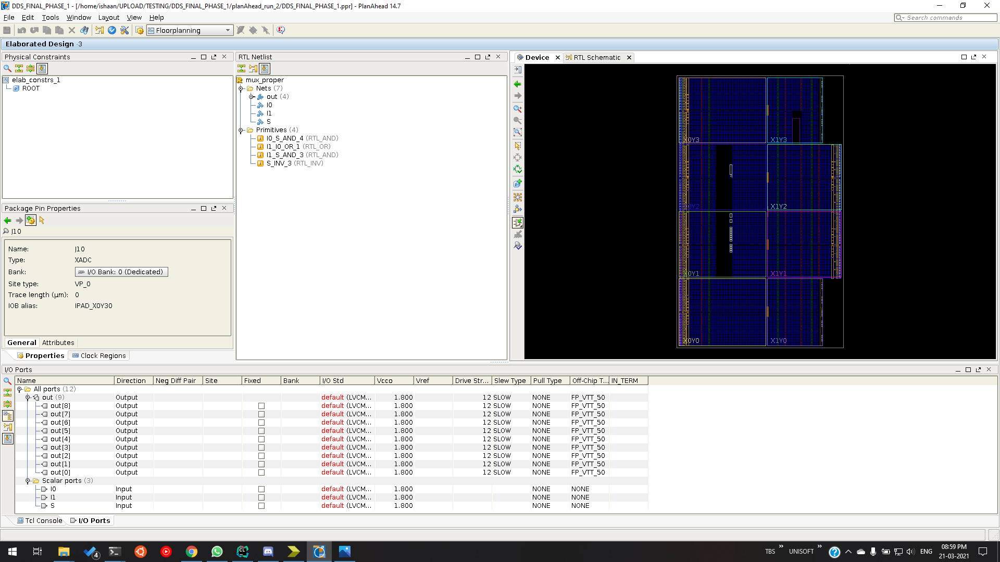 DDS_FINAL_PHASE_1 - [/home/ishaan/UPLOAD/TESTING/DDS_FINAL_PHASE_1/planAhead_run_2/DDS_FINAL_PHASE_1.ppr] - PlanAhead 14.7
File Edit Tools Window Layout View Help
Search commands
Floorplanning
Elaborated Design -3
Physical Constraints
elab_constrs_1
ROOT
Package Pin Properties
J10
Name: J10
Type: XADC
Bank: I/O Bank: 0 (Dedicated)
Site type: VP_0
Trace length (µm): 0
IOB alias: IPAD_X0Y30
General Attributes
Properties Clock Regions
RTL Netlist
mux_proper
Nets (7)
out (4)
I0
I1
S
Primitives (4)
I0_S_AND_4 (RTL_AND)
I1_I0_OR_1 (RTL_OR)
I1_S_AND_3 (RTL_AND)
S_INV_3 (RTL_INV)
Device RTL Schematic
X0Y3 X1Y3
X0Y2 X1Y2
X0Y1 X1Y1
X0Y0 X1Y0
I/O Ports
Name Direction Neg Diff Pair Site Fixed Bank I/O Std Vcco Vref Drive Str... Slew Type Pull Type Off-Chip T... IN_TERM
All ports (12)
out (9) Output default (LVCM... 1.800 12 SLOW NONE FP_VTT_50
out[8] Output default (LVCM... 1.800 12 SLOW NONE FP_VTT_50
out[7] Output default (LVCM... 1.800 12 SLOW NONE FP_VTT_50
out[6] Output default (LVCM... 1.800 12 SLOW NONE FP_VTT_50
out[5] Output default (LVCM... 1.800 12 SLOW NONE FP_VTT_50
out[4] Output default (LVCM... 1.800 12 SLOW NONE FP_VTT_50
out[3] Output default (LVCM... 1.800 12 SLOW NONE FP_VTT_50
out[2] Output default (LVCM... 1.800 12 SLOW NONE FP_VTT_50
out[1] Output default (LVCM... 1.800 12 SLOW NONE FP_VTT_50
out[0] Output default (LVCM... 1.800 12 SLOW NONE FP_VTT_50
Scalar ports (3)
I0 Input default (LVCM... 1.800 NONE NONE
I1 Input default (LVCM... 1.800 NONE NONE
S Input default (LVCM... 1.800 NONE NONE
Tcl Console I/O Ports
4
CL
TBS
UNISOFT
ENG
08:59 PM
21-03-2021